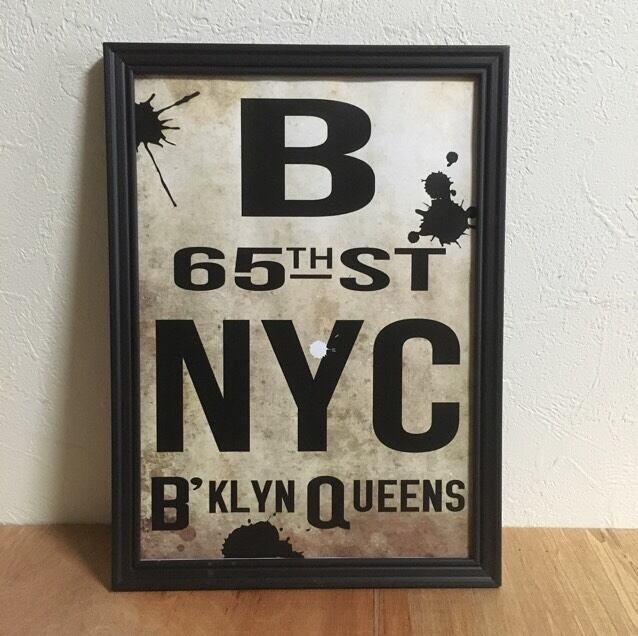 B
65TH ST
NYC
B'KLYN QUEENS